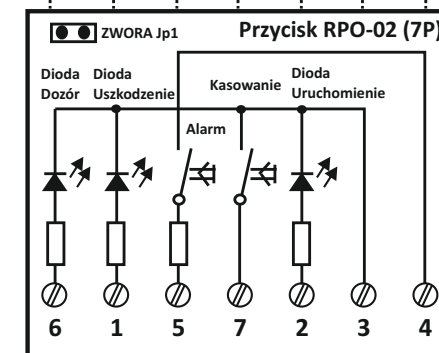 ZWORA Jp1 Przycisk RPO-02 (7P)
Dioda Dozór
Dioda Uszkodzenie
Kasowanie
Dioda Uruchomienie
Alarm
6 1 5 7 2 3 4